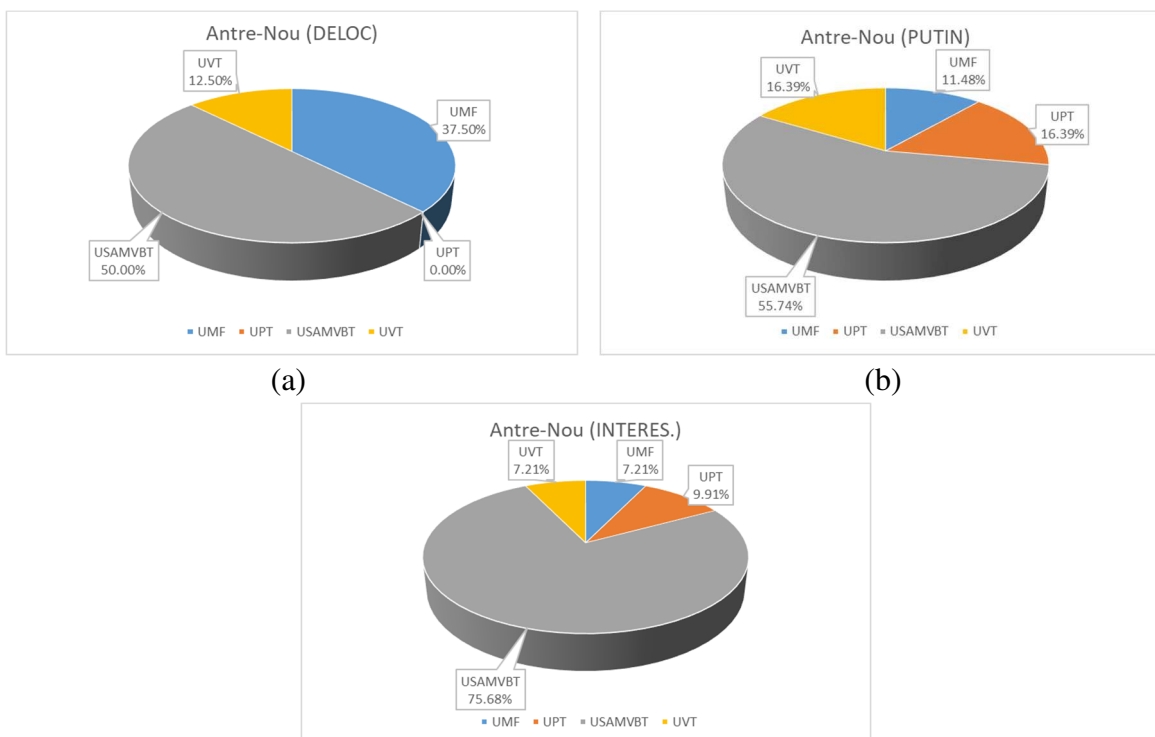 Antre-Nou (DELOC)
UVT
12.50%
UMF
37.50%
USAMVBT
50.00%
UPT
0.00%
UMF UPT USAMVBT UVT
(a)
Antre-Nou (PUTIN)
UVT
16.39%
UMF
11.48%
UPT
16.39%
USAMVBT
55.74%
UMF UPT USAMVBT UVT
(b)
Antre-Nou (INTERES.)
UVT
7.21%
UMF
7.21%
UPT
9.91%
USAMVBT
75.68%
UMF UPT USAMVBT UVT